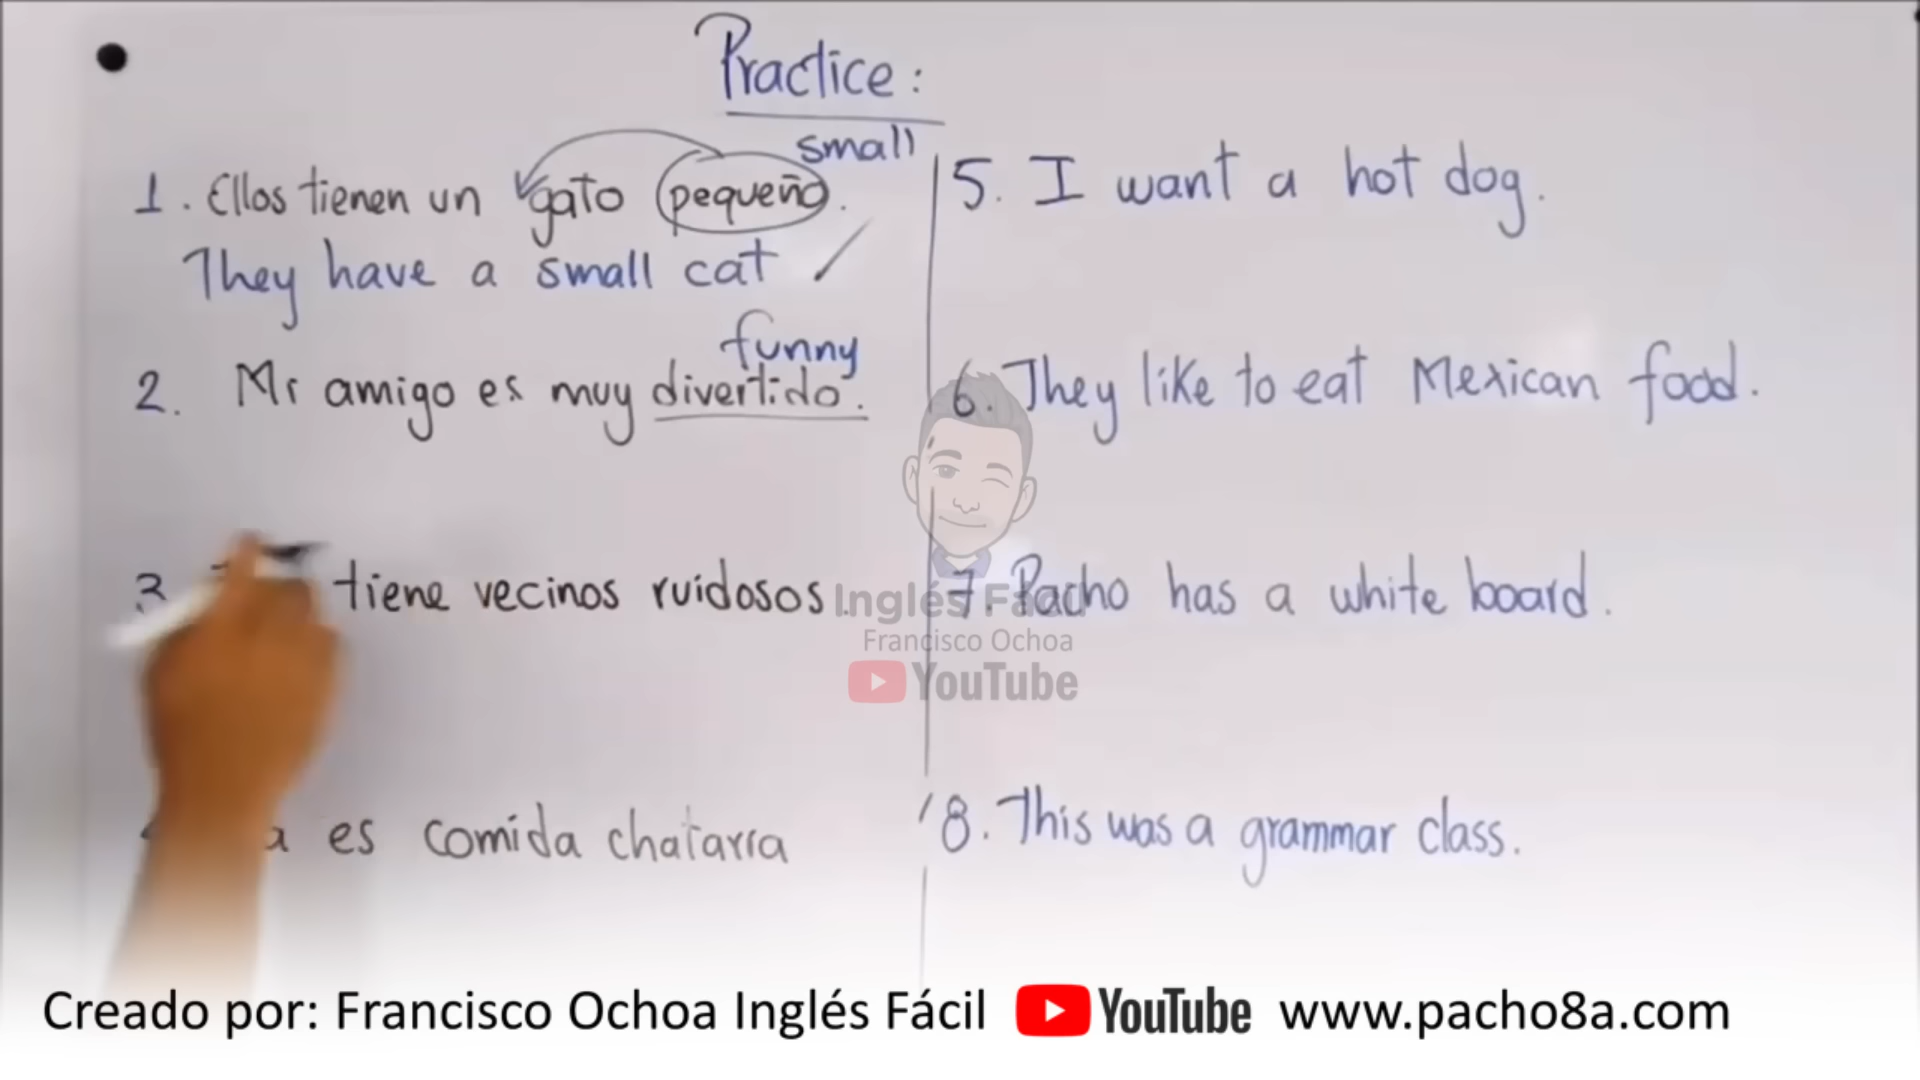 Practice:
small
1. Ellos tienen un gato pequeño.
They have a small cat
funny
2. Mi amigo es muy divertido.
3. tiene vecinos ruidosos.
es comida chatarra
5. I want a hot dog.
6. They like to eat Mexican food.
7. Pacho has a white board.
8. This was a grammar class.
Inglés Fácil
Francisco Ochoa
YouTube
Creado por: Francisco Ochoa Inglés Fácil YouTube www.pacho8a.com